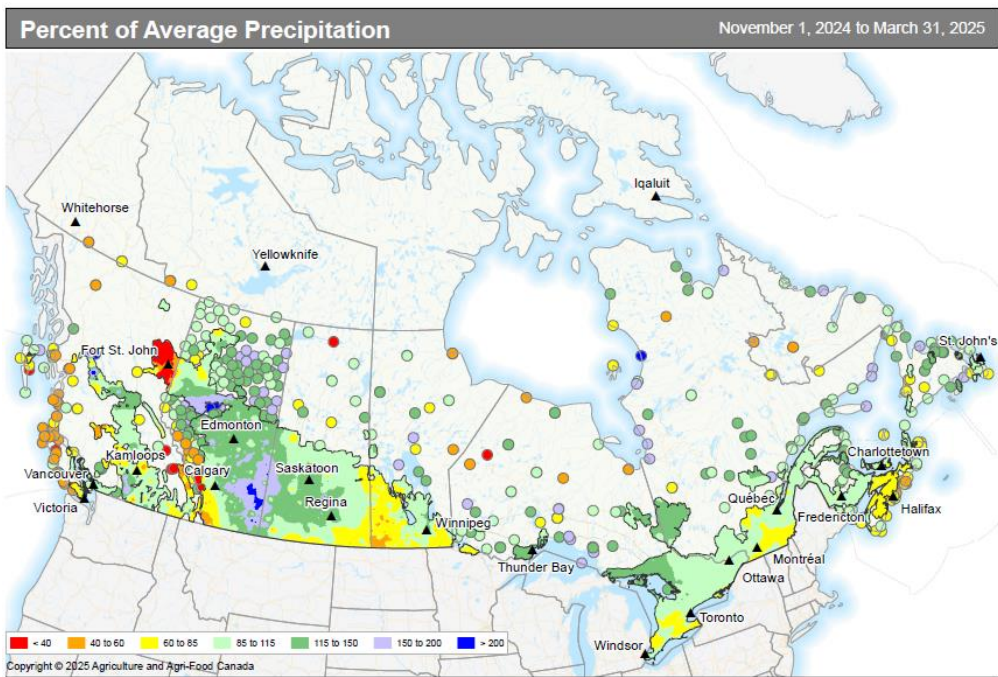 Percent of Average Precipitation
November 1, 2024 to March 31, 2025
Iqaluit
Whitehorse
Yellowknife
St. John's
Fort St. John
Edmonton
Charlottetown
Kamloops
Calgary
Saskatoon
Vancouver
Québec
Regina
Victoria
Halifax
Fredericton
Winnipeg
Montréal
Thunder Bay
Ottawa
Toronto
Windsor
< 40 40 to 60 60 to 85 85 to 115 115 to 150 150 to 200 > 200
Copyright © 2025 Agriculture and Agri-Food Canada